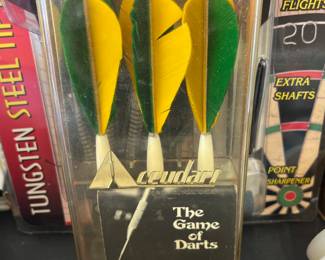 TUNGSTEN STEEL TIP
FLIGHTS
20
EXTRA
SHAFTS
POINT
SHARPENER
Accudart
The
Game
of
Darts